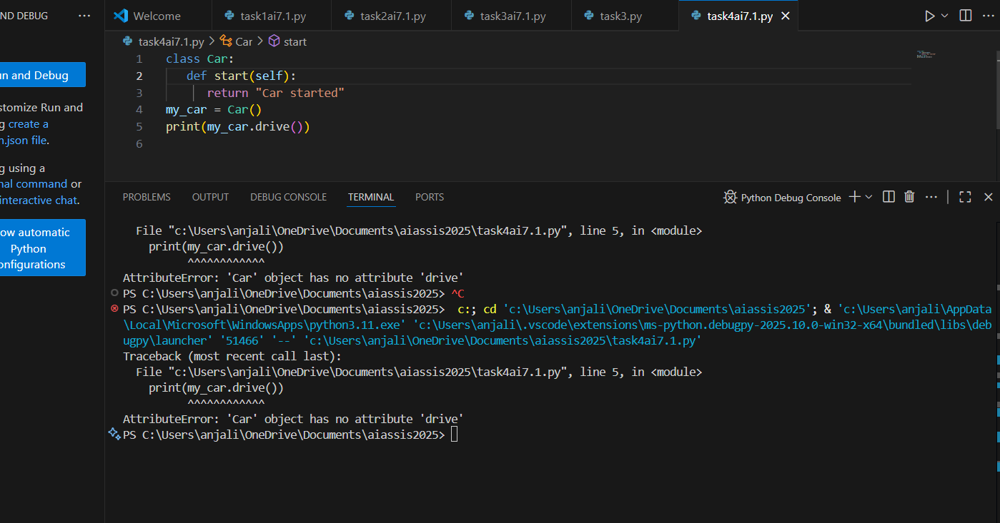 ND DEBUG ...
Welcome
task1ai7.1.py
task2ai7.1.py
task3ai7.1.py
task3.py
task4ai7.1.py
task4ai7.1.py > Car > start
un and Debug
stomize Run and
g create a
n.json file.
g using a
nal command or
interactive chat.
ow automatic
Python
onfigurations
1 class Car:
2 def start(self):
3 return "Car started"
4 my_car = Car()
5 print(my_car.drive())
6
PROBLEMS OUTPUT DEBUG CONSOLE TERMINAL PORTS
Python Debug Console
File "c:\Users\anjali\OneDrive\Documents\aiassis2025\task4ai7.1.py", line 5, in <module>
print(my_car.drive())
^^^^^^^^^^^^
AttributeError: 'Car' object has no attribute 'drive'
PS C:\Users\anjali\OneDrive\Documents\aiassis2025> ^C
PS C:\Users\anjali\OneDrive\Documents\aiassis2025> c:; cd 'c:\Users\anjali\OneDrive\Documents\aiassis2025'; & 'c:\Users\anjali\AppData
\Local\Microsoft\WindowsApps\python3.11.exe' 'c:\Users\anjali\.vscode\extensions\ms-python.debugpy-2025.10.0-win32-x64\bundled\libs\deb
ugpy\launcher' '51466' '--' 'c:\Users\anjali\OneDrive\Documents\aiassis2025\task4ai7.1.py'
Traceback (most recent call last):
File "c:\Users\anjali\OneDrive\Documents\aiassis2025\task4ai7.1.py", line 5, in <module>
print(my_car.drive())
^^^^^^^^^^^^
AttributeError: 'Car' object has no attribute 'drive'
PS C:\Users\anjali\OneDrive\Documents\aiassis2025>